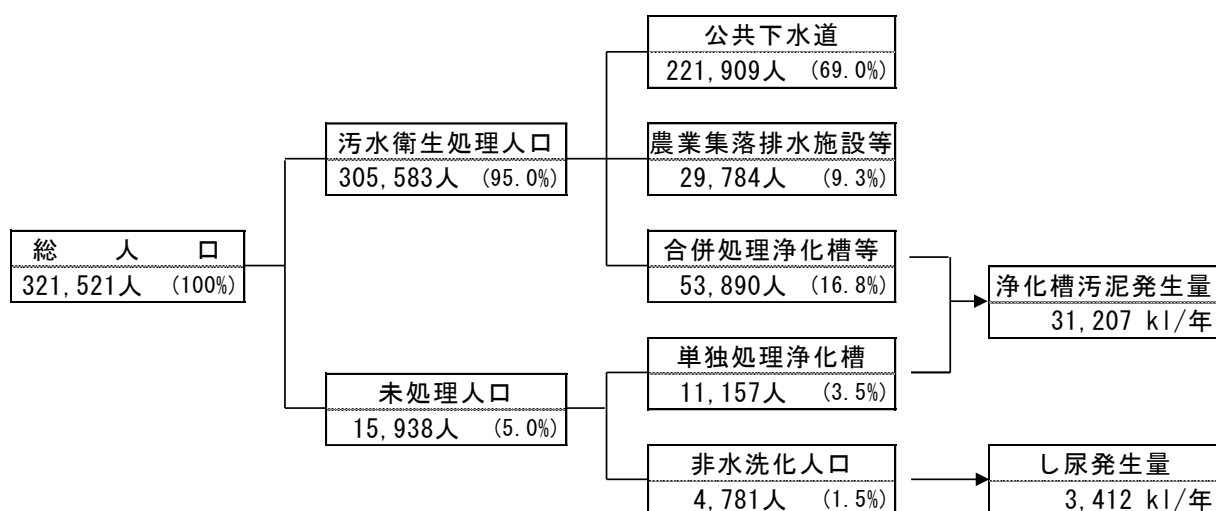 公共下水道
221,909人 (69.0%)
汚水衛生処理人口
305,583人 (95.0%)
農業集落排水施設等
29,784人 (9.3%)
総人口
321,521人 (100%)
合併処理浄化槽等
53,890人 (16.8%)
浄化槽汚泥発生量
31,207 kl/年
単独処理浄化槽
11,157人 (3.5%)
未処理人口
15,938人 (5.0%)
非水洗化人口
4,781人 (1.5%)
し尿発生量
3,412 kl/年